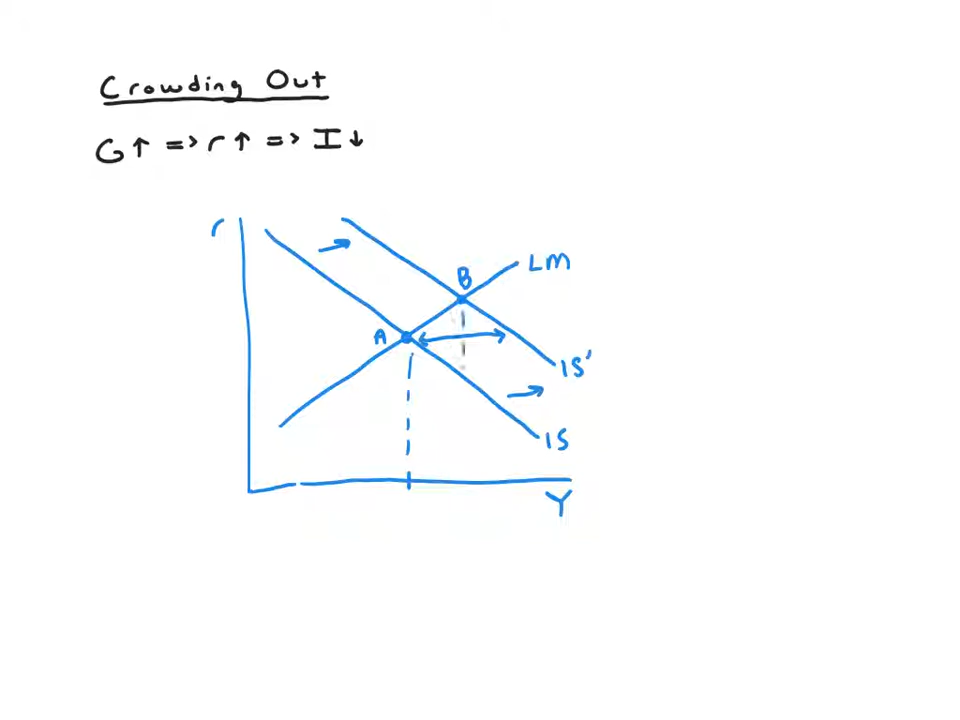 Crowding Out
G↑ => r↑ => I↓
r
LM
B
A
IS'
IS
Y